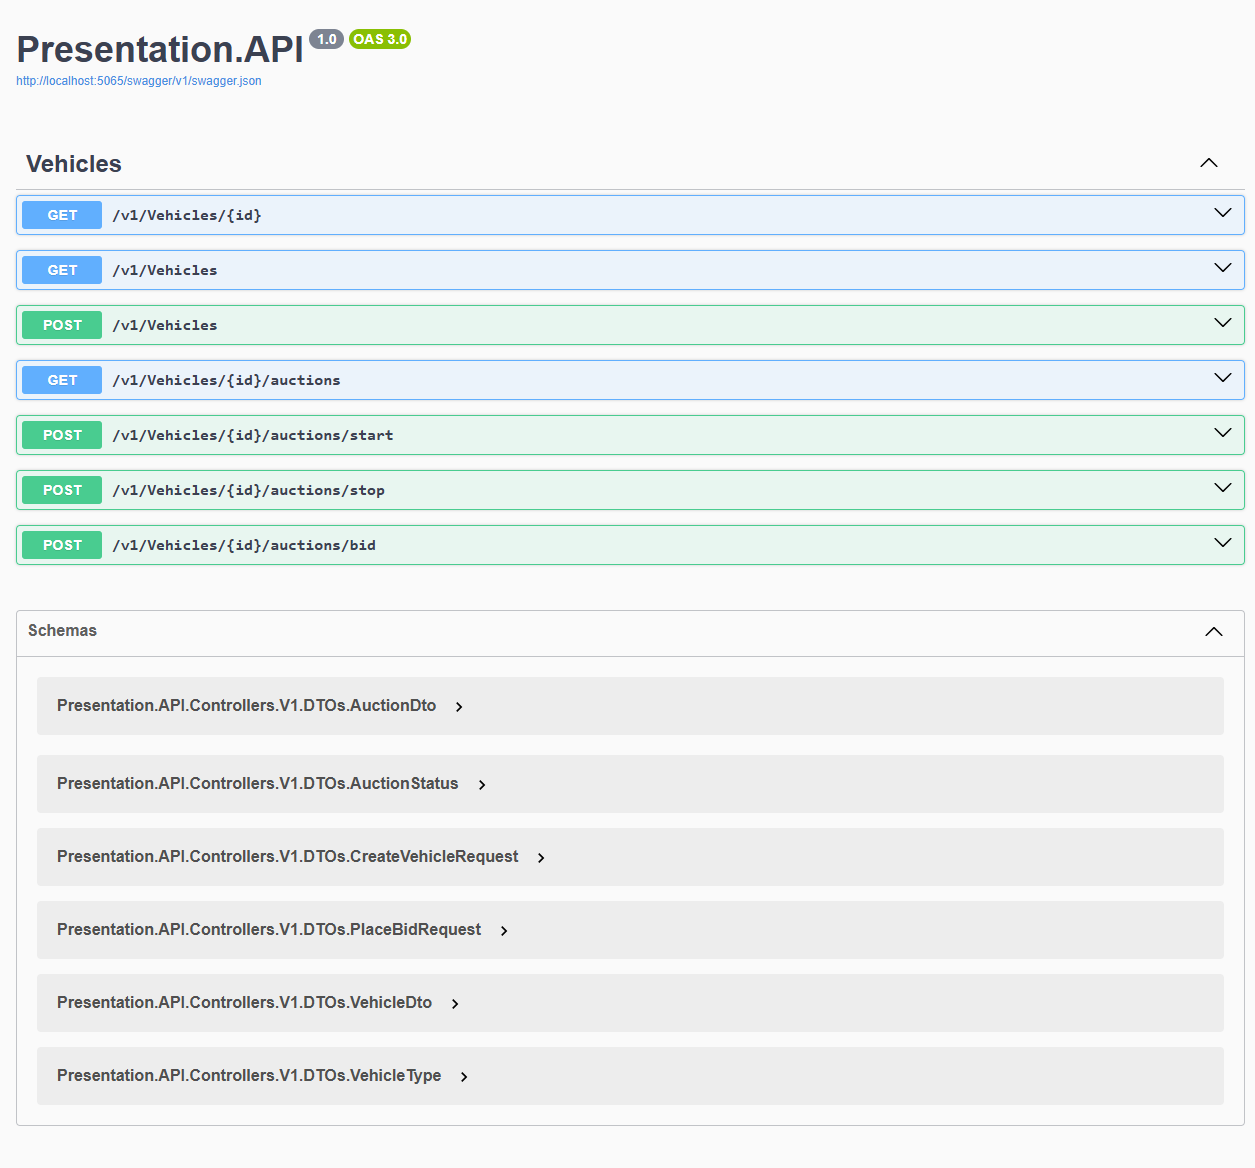 Presentation.API 1.0 OAS 3.0
http://localhost:5065/swagger/v1/swagger.json
Vehicles
GET /v1/Vehicles/{id}
GET /v1/Vehicles
POST /v1/Vehicles
GET /v1/Vehicles/{id}/auctions
POST /v1/Vehicles/{id}/auctions/start
POST /v1/Vehicles/{id}/auctions/stop
POST /v1/Vehicles/{id}/auctions/bid
Schemas
Presentation.API.Controllers.V1.DTOs.AuctionDto
Presentation.API.Controllers.V1.DTOs.AuctionStatus
Presentation.API.Controllers.V1.DTOs.CreateVehicleRequest
Presentation.API.Controllers.V1.DTOs.PlaceBidRequest
Presentation.API.Controllers.V1.DTOs.VehicleDto
Presentation.API.Controllers.V1.DTOs.VehicleType